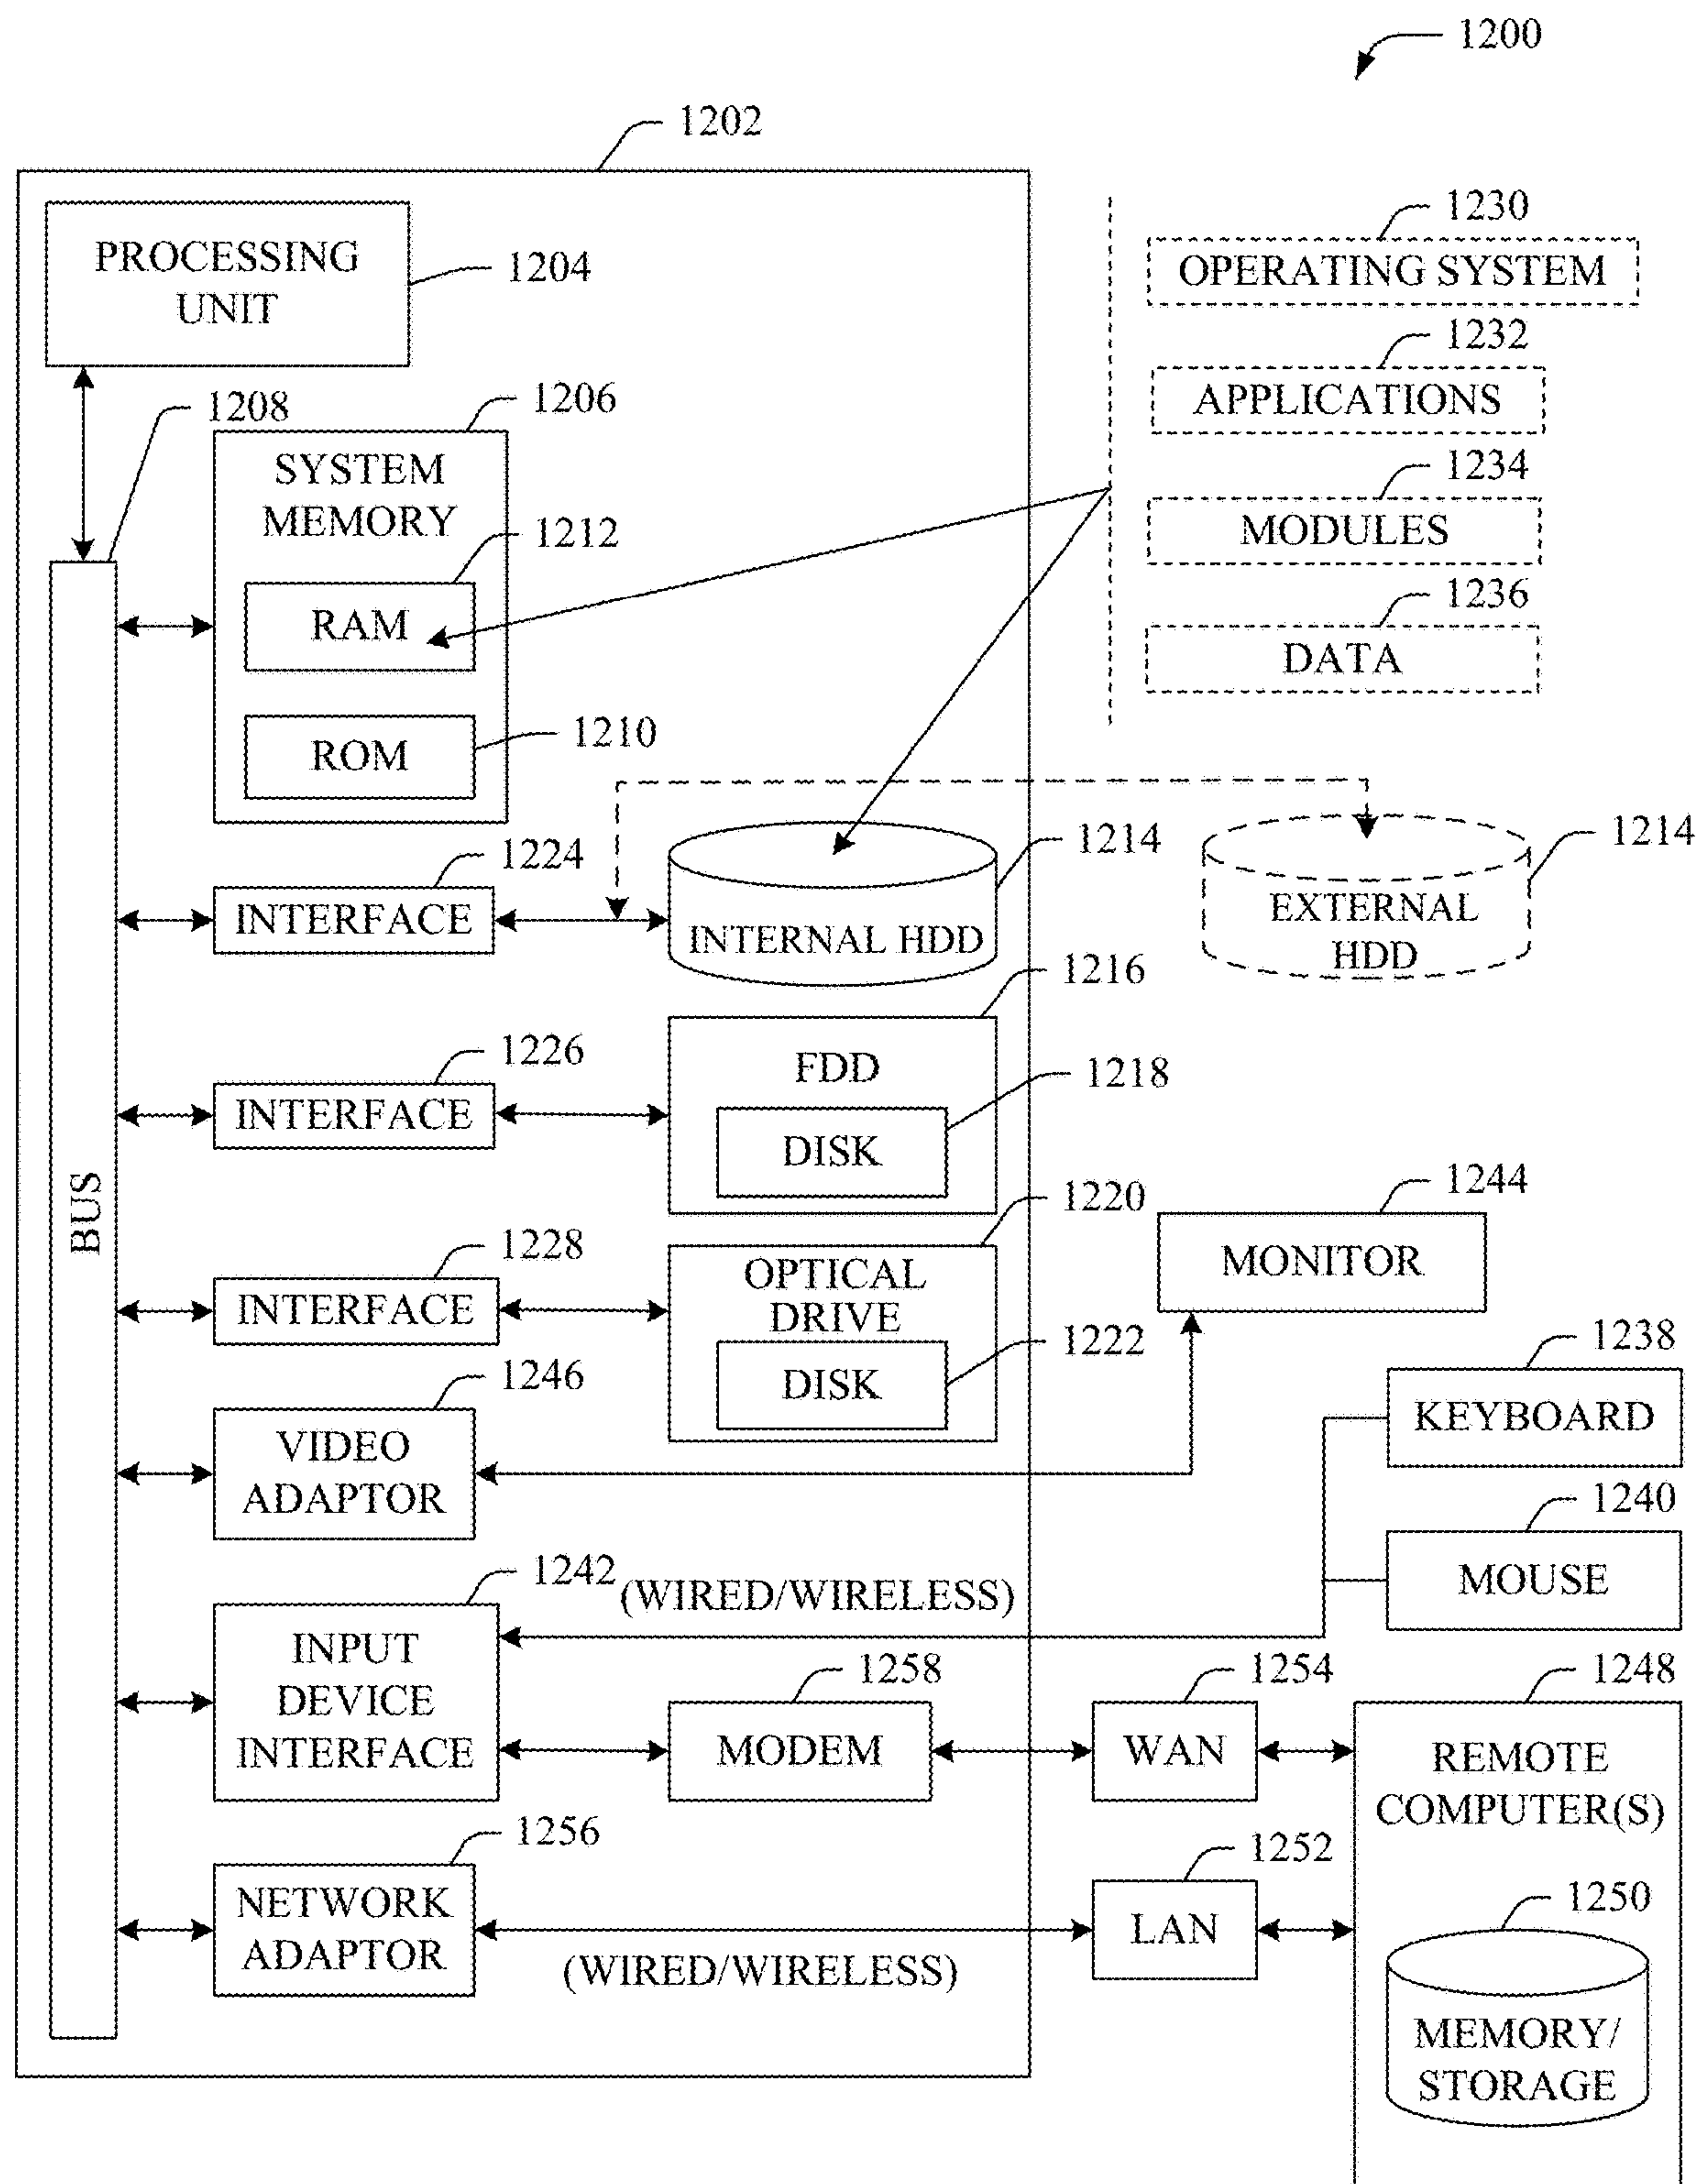 1200
1202
PROCESSING
UNIT
1204
1230
OPERATING SYSTEM
1232
APPLICATIONS
1234
MODULES
1236
DATA
1208
1206
SYSTEM
MEMORY
1212
RAM
1210
ROM
1224
INTERFACE
1214
INTERNAL HDD
1214
EXTERNAL
HDD
1216
FDD
1226
INTERFACE
1218
DISK
BUS
1220
OPTICAL
DRIVE
1228
INTERFACE
1222
DISK
1244
MONITOR
1246
VIDEO
ADAPTOR
1238
KEYBOARD
1240
MOUSE
1242
(WIRED/WIRELESS)
INPUT
DEVICE
INTERFACE
1258
MODEM
1254
WAN
1248
REMOTE
COMPUTER(S)
1256
NETWORK
ADAPTOR
(WIRED/WIRELESS)
1252
LAN
1250
MEMORY/
STORAGE